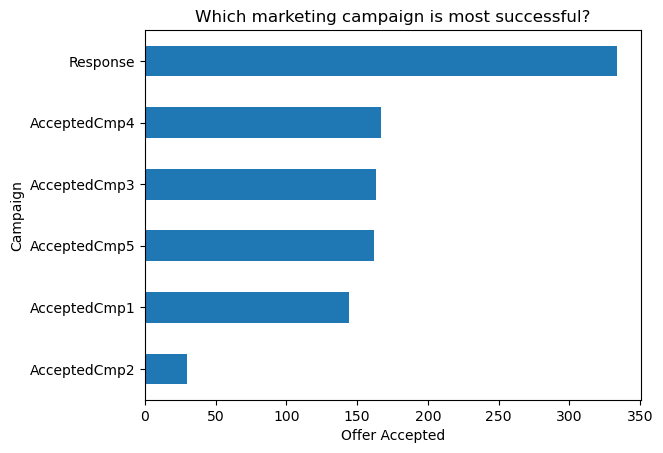 Which marketing campaign is most successful?
Response
AcceptedCmp4
AcceptedCmp3
AcceptedCmp5
AcceptedCmp1
AcceptedCmp2
Campaign
0 50 100 150 200 250 300 350
Offer Accepted